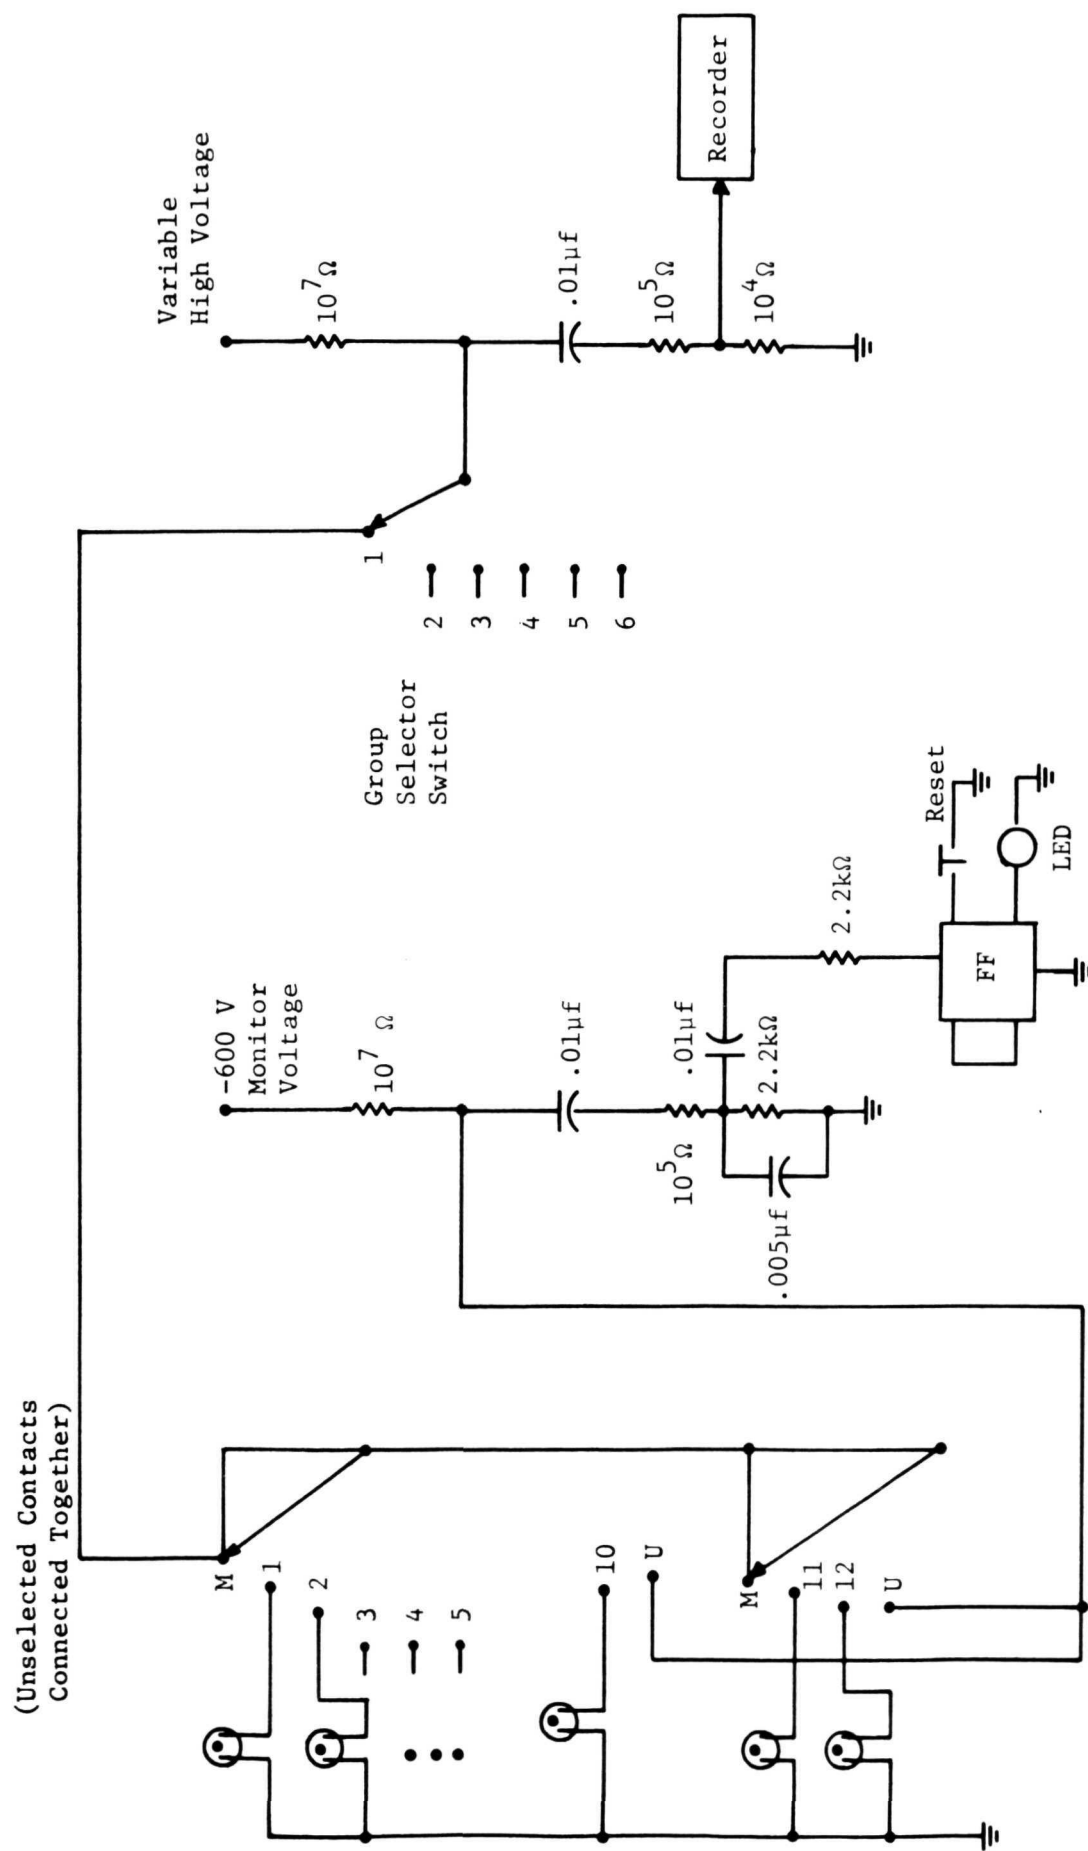 (Unselected Contacts
Connected Together)
M
1
2
3
4
5
10
U
M
11
12
U
-600 V
Monitor
Voltage
10⁷ Ω
.01µf
10⁵Ω
.01µf
2.2kΩ
.005µf
2.2kΩ
FF
Reset
LED
Group
Selector
Switch
1
2
3
4
5
6
Variable
High Voltage
10⁷Ω
.01µf
10⁵Ω
10⁴Ω
Recorder